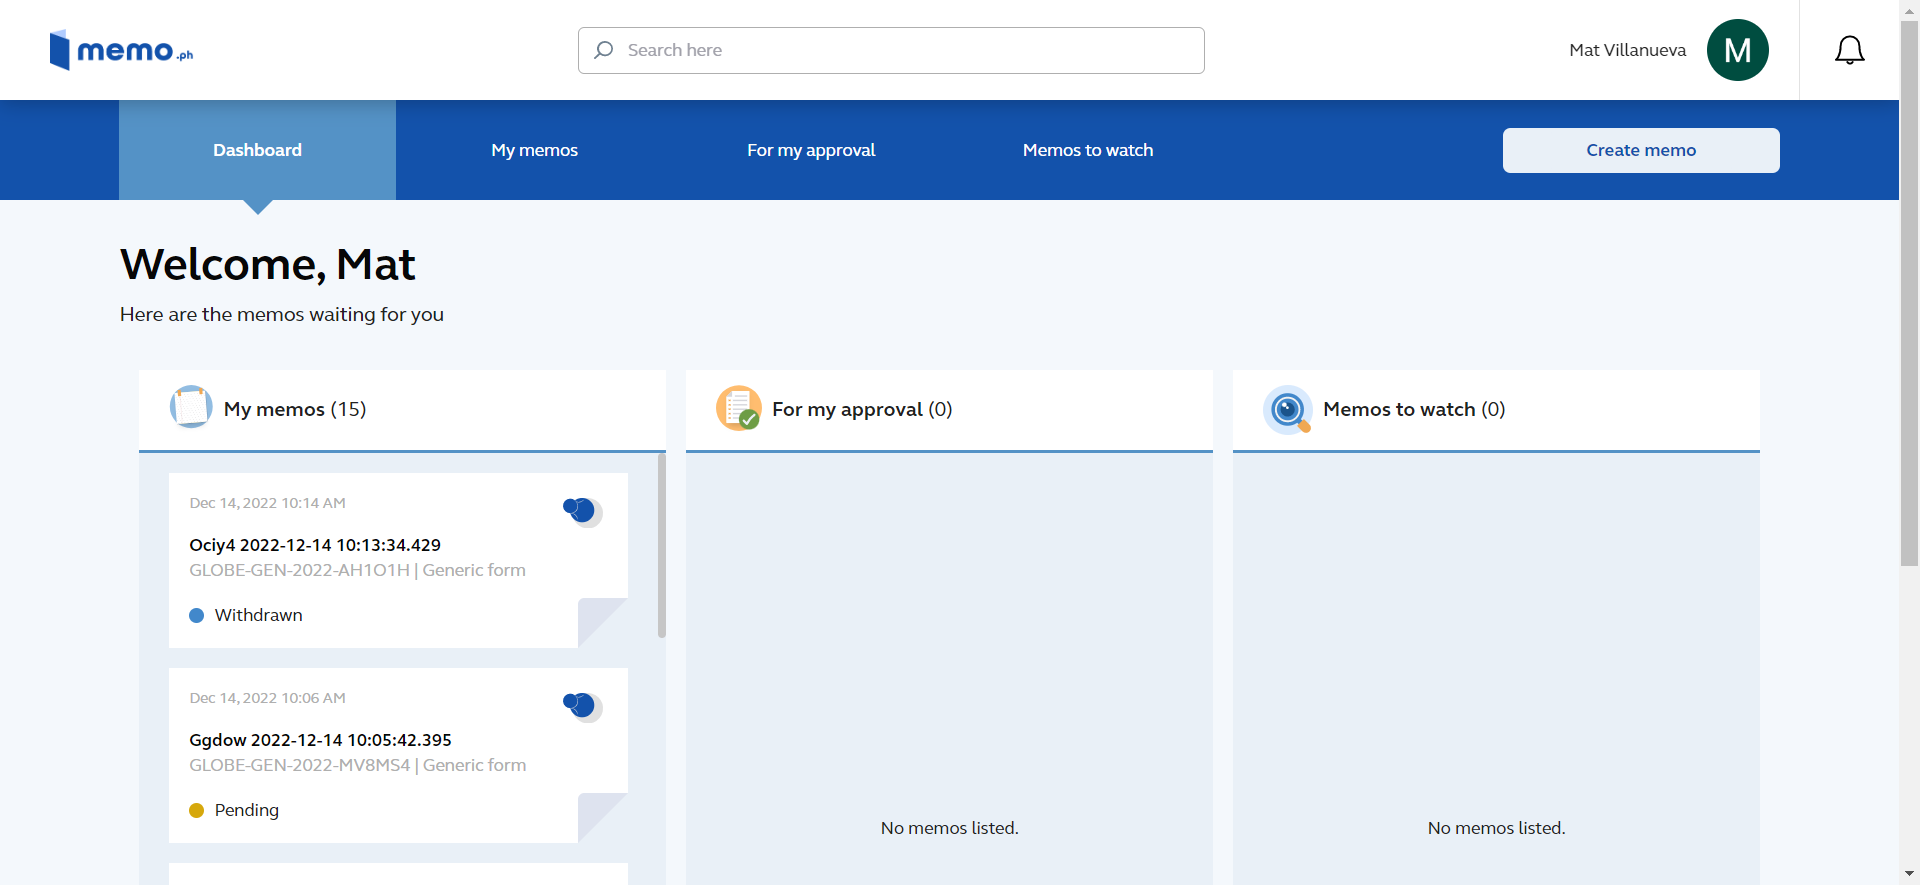 memo.ph
Search here
Mat Villanueva
M
Dashboard
My memos
For my approval
Memos to watch
Create memo
Welcome, Mat
Here are the memos waiting for you
My memos (15)
Dec 14, 2022 10:14 AM
Ociy4 2022-12-14 10:13:34.429
GLOBE-GEN-2022-AH1O1H | Generic form
Withdrawn
Dec 14, 2022 10:06 AM
Ggdow 2022-12-14 10:05:42.395
GLOBE-GEN-2022-MV8MS4 | Generic form
Pending
For my approval (0)
No memos listed.
Memos to watch (0)
No memos listed.